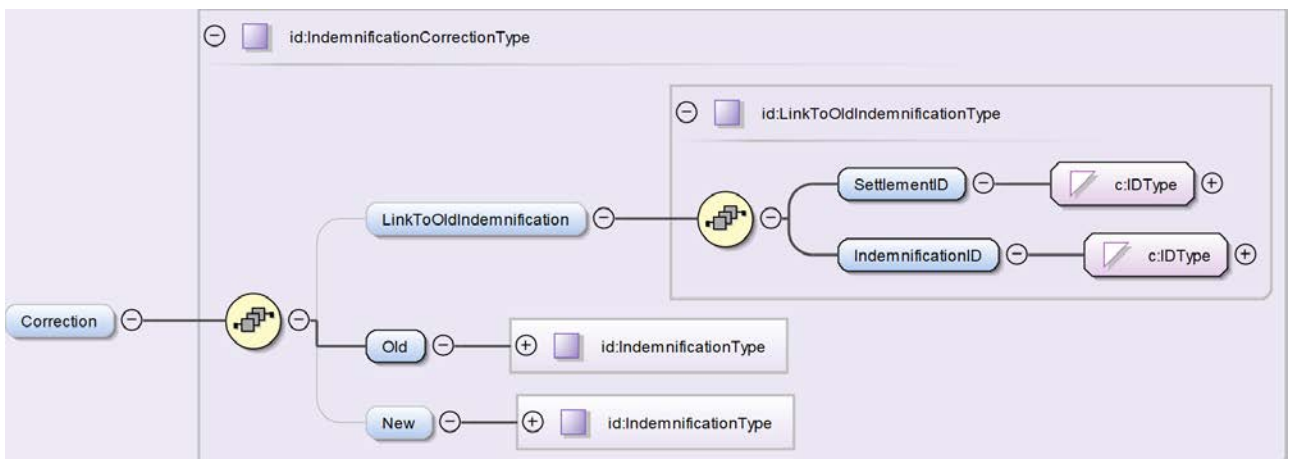 id:IndemnificationCorrectionType
id:LinkToOldIndemnificationType
SettlementID
c:IDType
LinkToOldIndemnification
IndemnificationID
c:IDType
Correction
Old
id:IndemnificationType
New
id:IndemnificationType